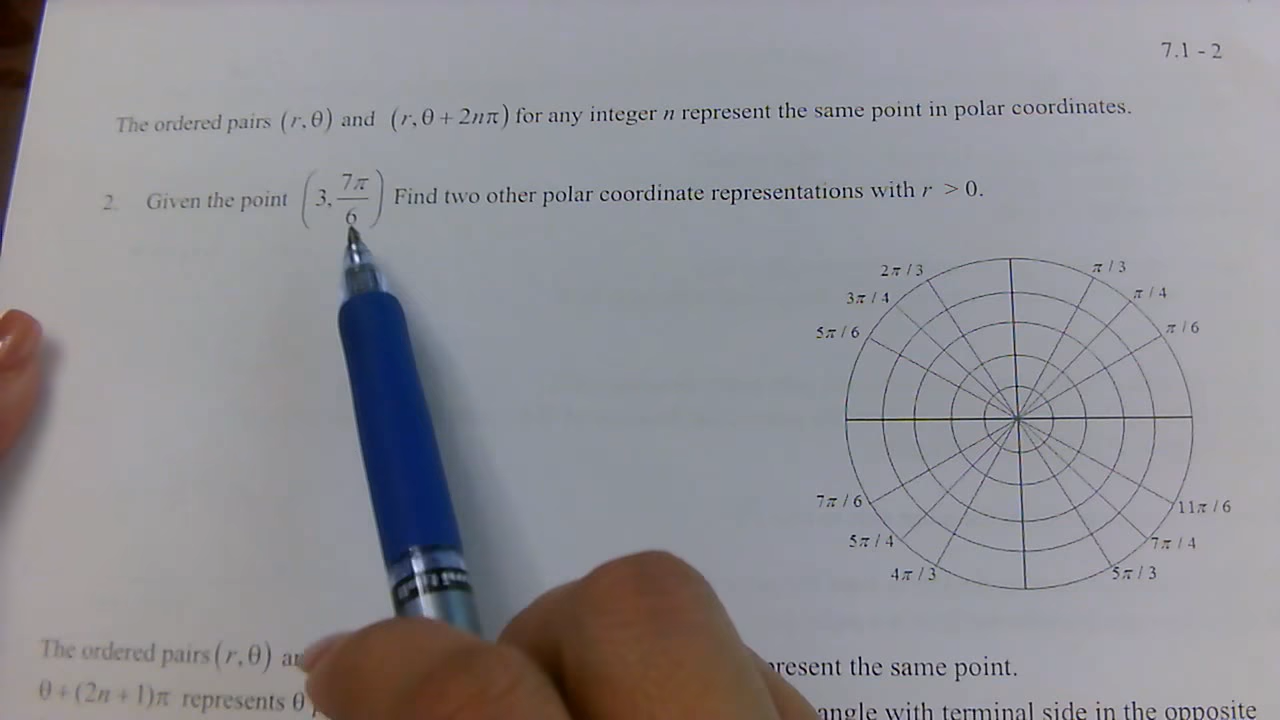 7.1 - 2
The ordered pairs (r, θ) and (r, θ + 2nπ) for any integer n represent the same point in polar coordinates.
2. Given the point (3, 7π/6) Find two other polar coordinate representations with r > 0.
2π / 3
π / 3
3π / 4
π / 4
5π / 6
π / 6
7π / 6
11π / 6
5π / 4
7π / 4
4π / 3
5π / 3
The ordered pairs (r, θ) present the same point.
θ + (2n + 1)π represents θ angle with terminal side in the opposite